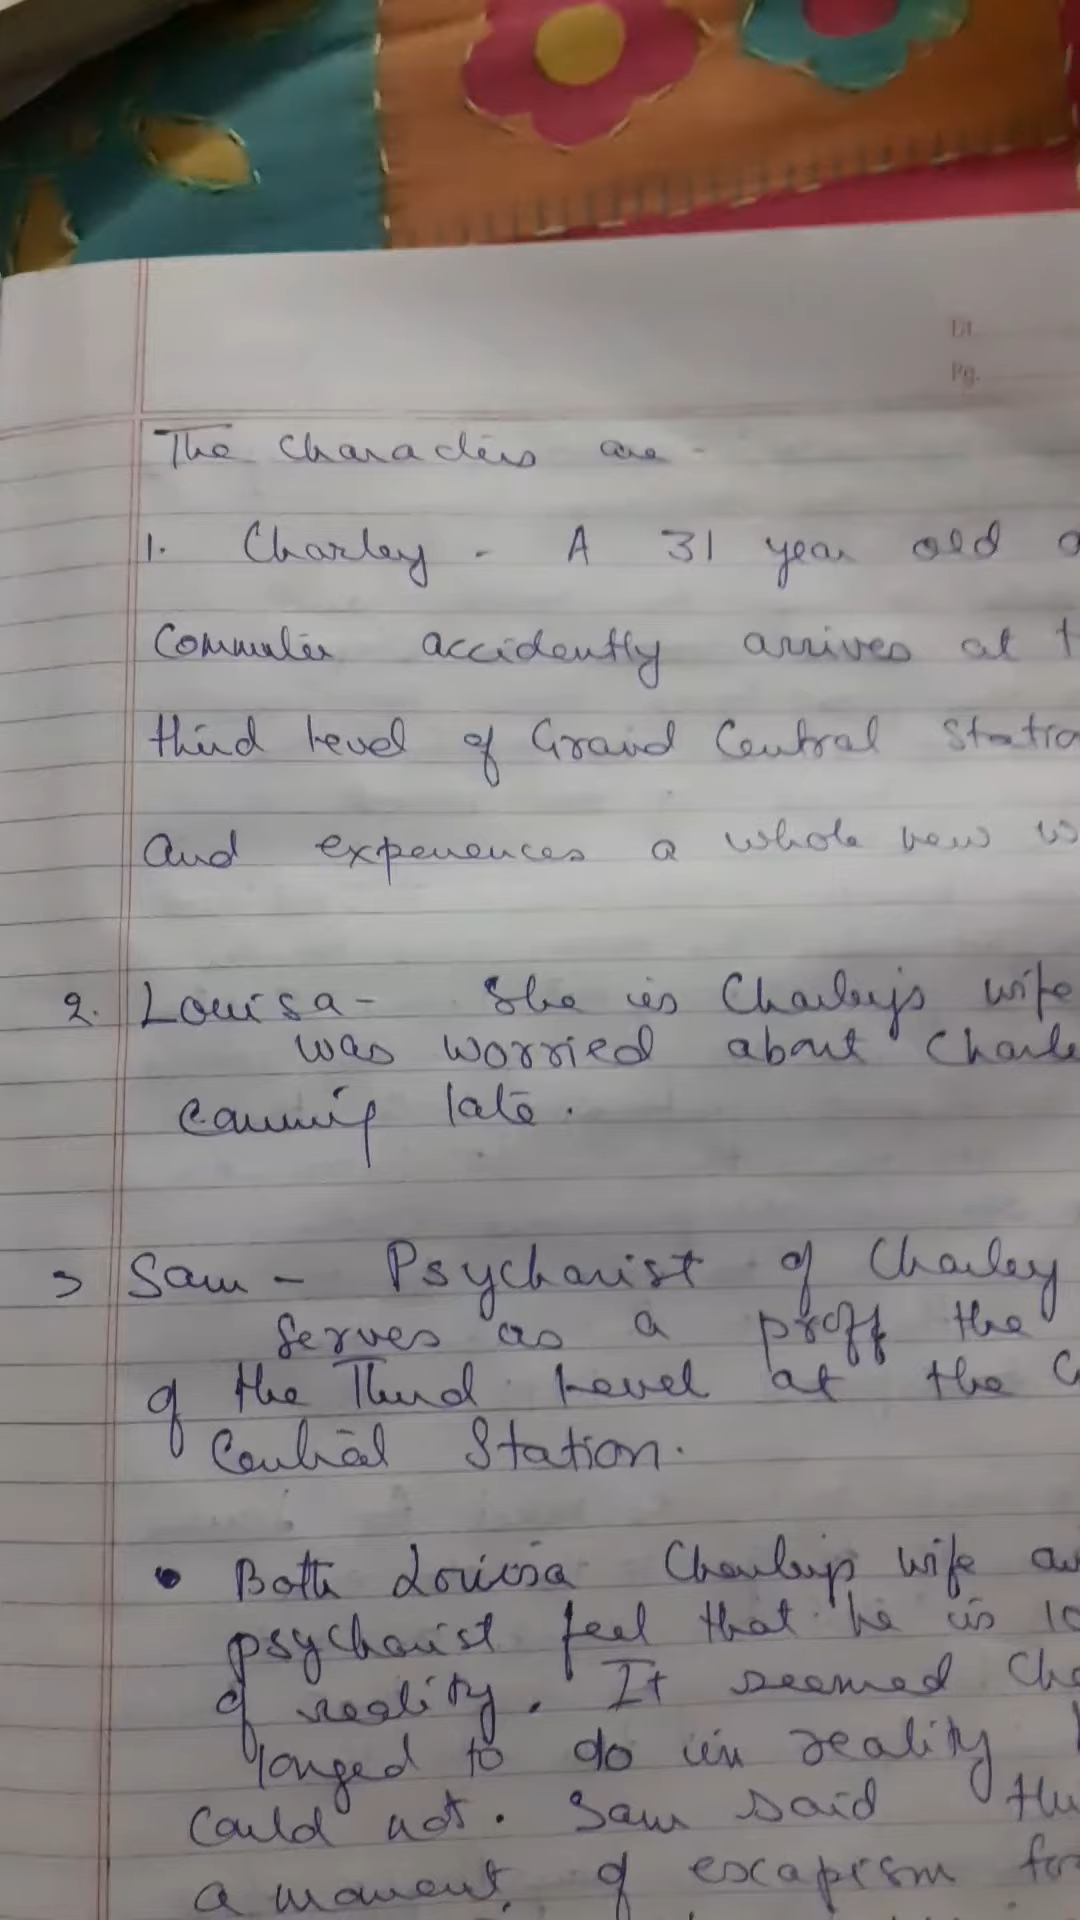 Dt.
Pg.
The Characters are -
1. Charley - A 31 year old
Commuter accidently arrives at
third level of Grand Central Statio
and experiences a whole new
2. Louisa - She is Charley's wife
was worried about Charle
coming late.
3 Sam - Psycharist of Charley
Serves as a proff the
of the Third Level at the
Central Station.
• Both Louisa Charley's wife
psycharist feel that he is
of reality. It seemed Cha
longed to do in reality
Could not. Sam said
a moment of escapism for